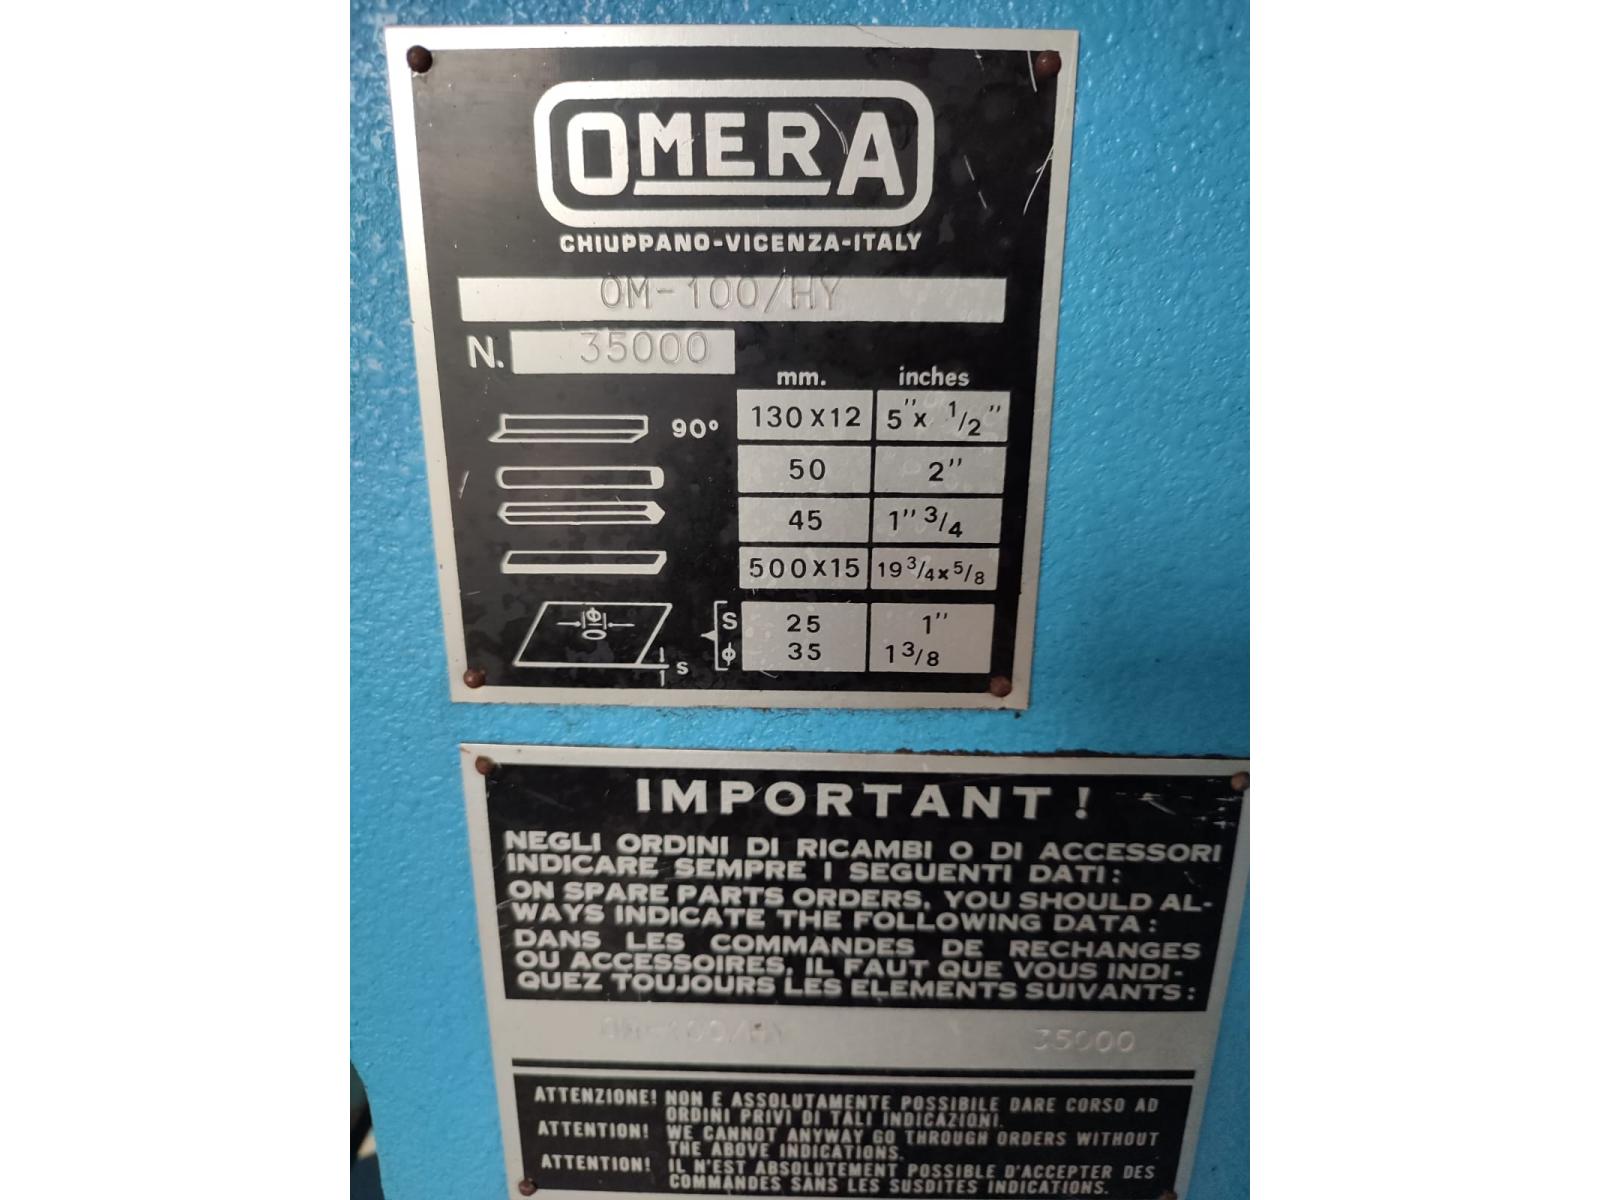 OMERA
CHIUPPANO-VICENZA-ITALY
OM-100/HY
N. 35000
mm. inches
90° 130X12 5"x 1/2"
50 2"
45 1" 3/4
500X15 19 3/4 x 5/8
ϕ S 25 1"
S ϕ 35 1 3/8
IMPORTANT !
NEGLI ORDINI DI RICAMBI O DI ACCESSORI
INDICARE SEMPRE I SEGUENTI DATI:
ON SPARE PARTS ORDERS, YOU SHOULD AL-
WAYS INDICATE THE FOLLOWING DATA:
DANS LES COMMANDES DE RECHANGES
OU ACCESSOIRES, IL FAUT QUE VOUS INDI-
QUEZ TOUJOURS LES ELEMENTS SUIVANTS:
OM-100/HY 35000
ATTENZIONE! NON E ASSOLUTAMENTE POSSIBILE DARE CORSO AD
ORDINI PRIVI DI TALI INDICAZIONI.
ATTENTION! WE CANNOT ANYWAY GO THROUGH ORDERS WITHOUT
THE ABOVE INDICATIONS.
ATTENTION! IL N'EST ABSOLUTEMENT POSSIBLE D'ACCEPTER DES
COMMANDES SANS LES SUSDITES INDICATIONS.